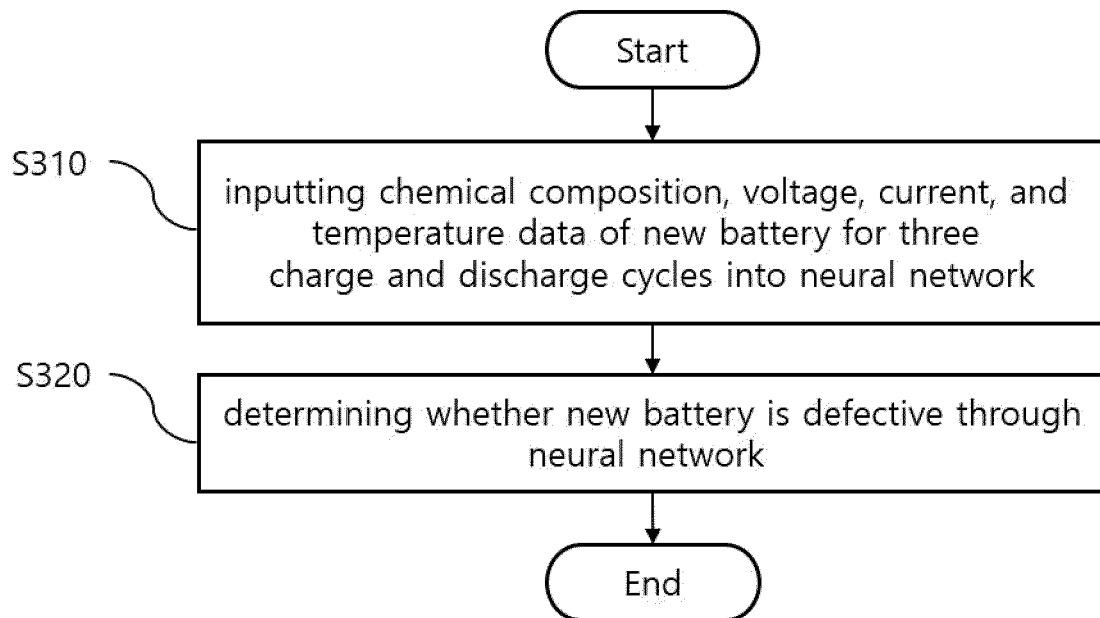 Start
S310
inputting chemical composition, voltage, current, and
temperature data of new battery for three
charge and discharge cycles into neural network
S320
determining whether new battery is defective through
neural network
End